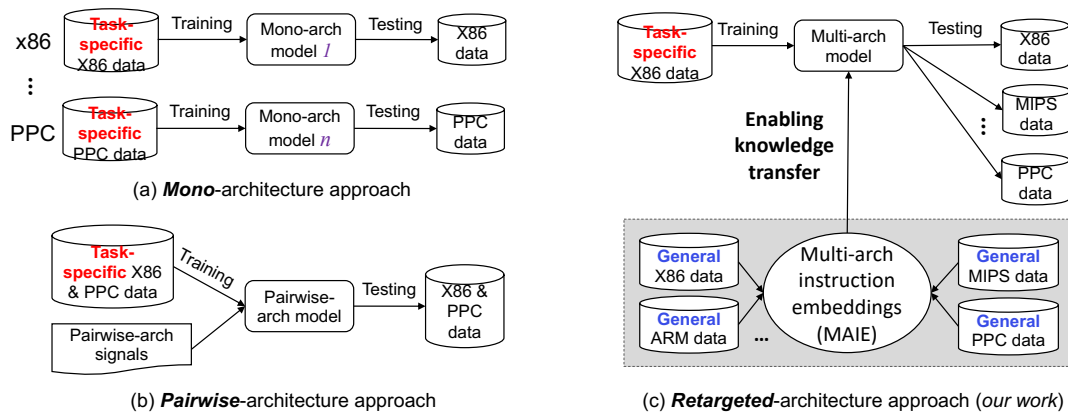 x86
Task-
specific
X86 data
Training
Mono-arch
model 1
Testing
X86
data
...
PPC
Task-
specific
PPC data
Training
Mono-arch
model n
Testing
PPC
data
(a) Mono-architecture approach
Task-
specific X86
& PPC data
Training
Pairwise-arch
signals
Pairwise-
arch model
Testing
X86 &
PPC
data
(b) Pairwise-architecture approach
Task-
specific
X86 data
Training
Multi-arch
model
Testing
X86
data
MIPS
data
...
PPC
data
Enabling
knowledge
transfer
General
X86 data
General
ARM data
...
Multi-arch
instruction
embeddings
(MAIE)
General
MIPS data
General
PPC data
(c) Retargeted-architecture approach (our work)